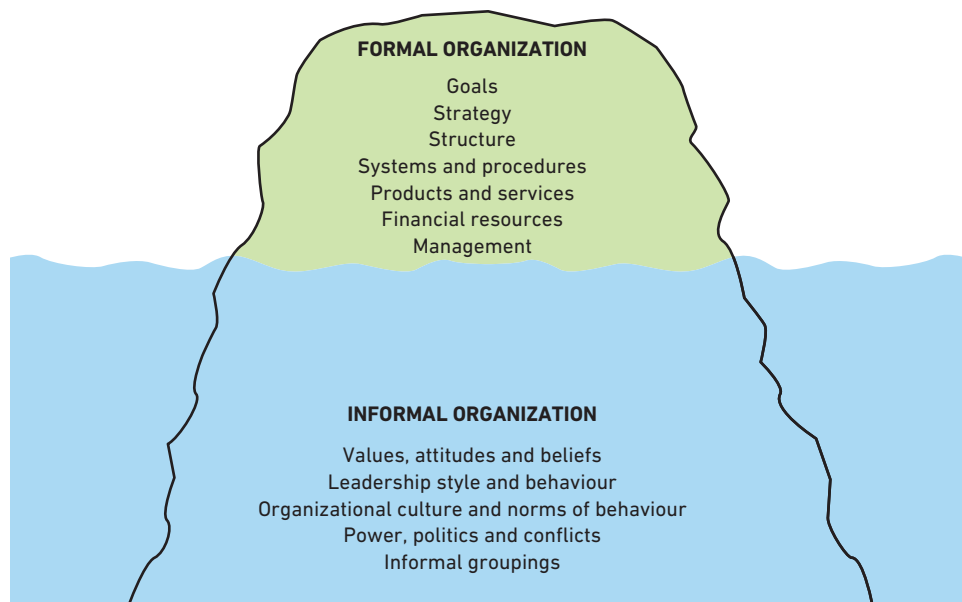 FORMAL ORGANIZATION
Goals
Strategy
Structure
Systems and procedures
Products and services
Financial resources
Management
INFORMAL ORGANIZATION
Values, attitudes and beliefs
Leadership style and behaviour
Organizational culture and norms of behaviour
Power, politics and conflicts
Informal groupings